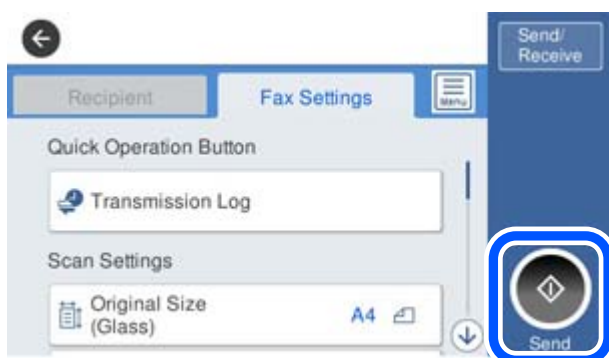 Send/
Receive
Recipient
Fax Settings
Menu
Quick Operation Button
Transmission Log
Scan Settings
Original Size
(Glass)
A4
Send